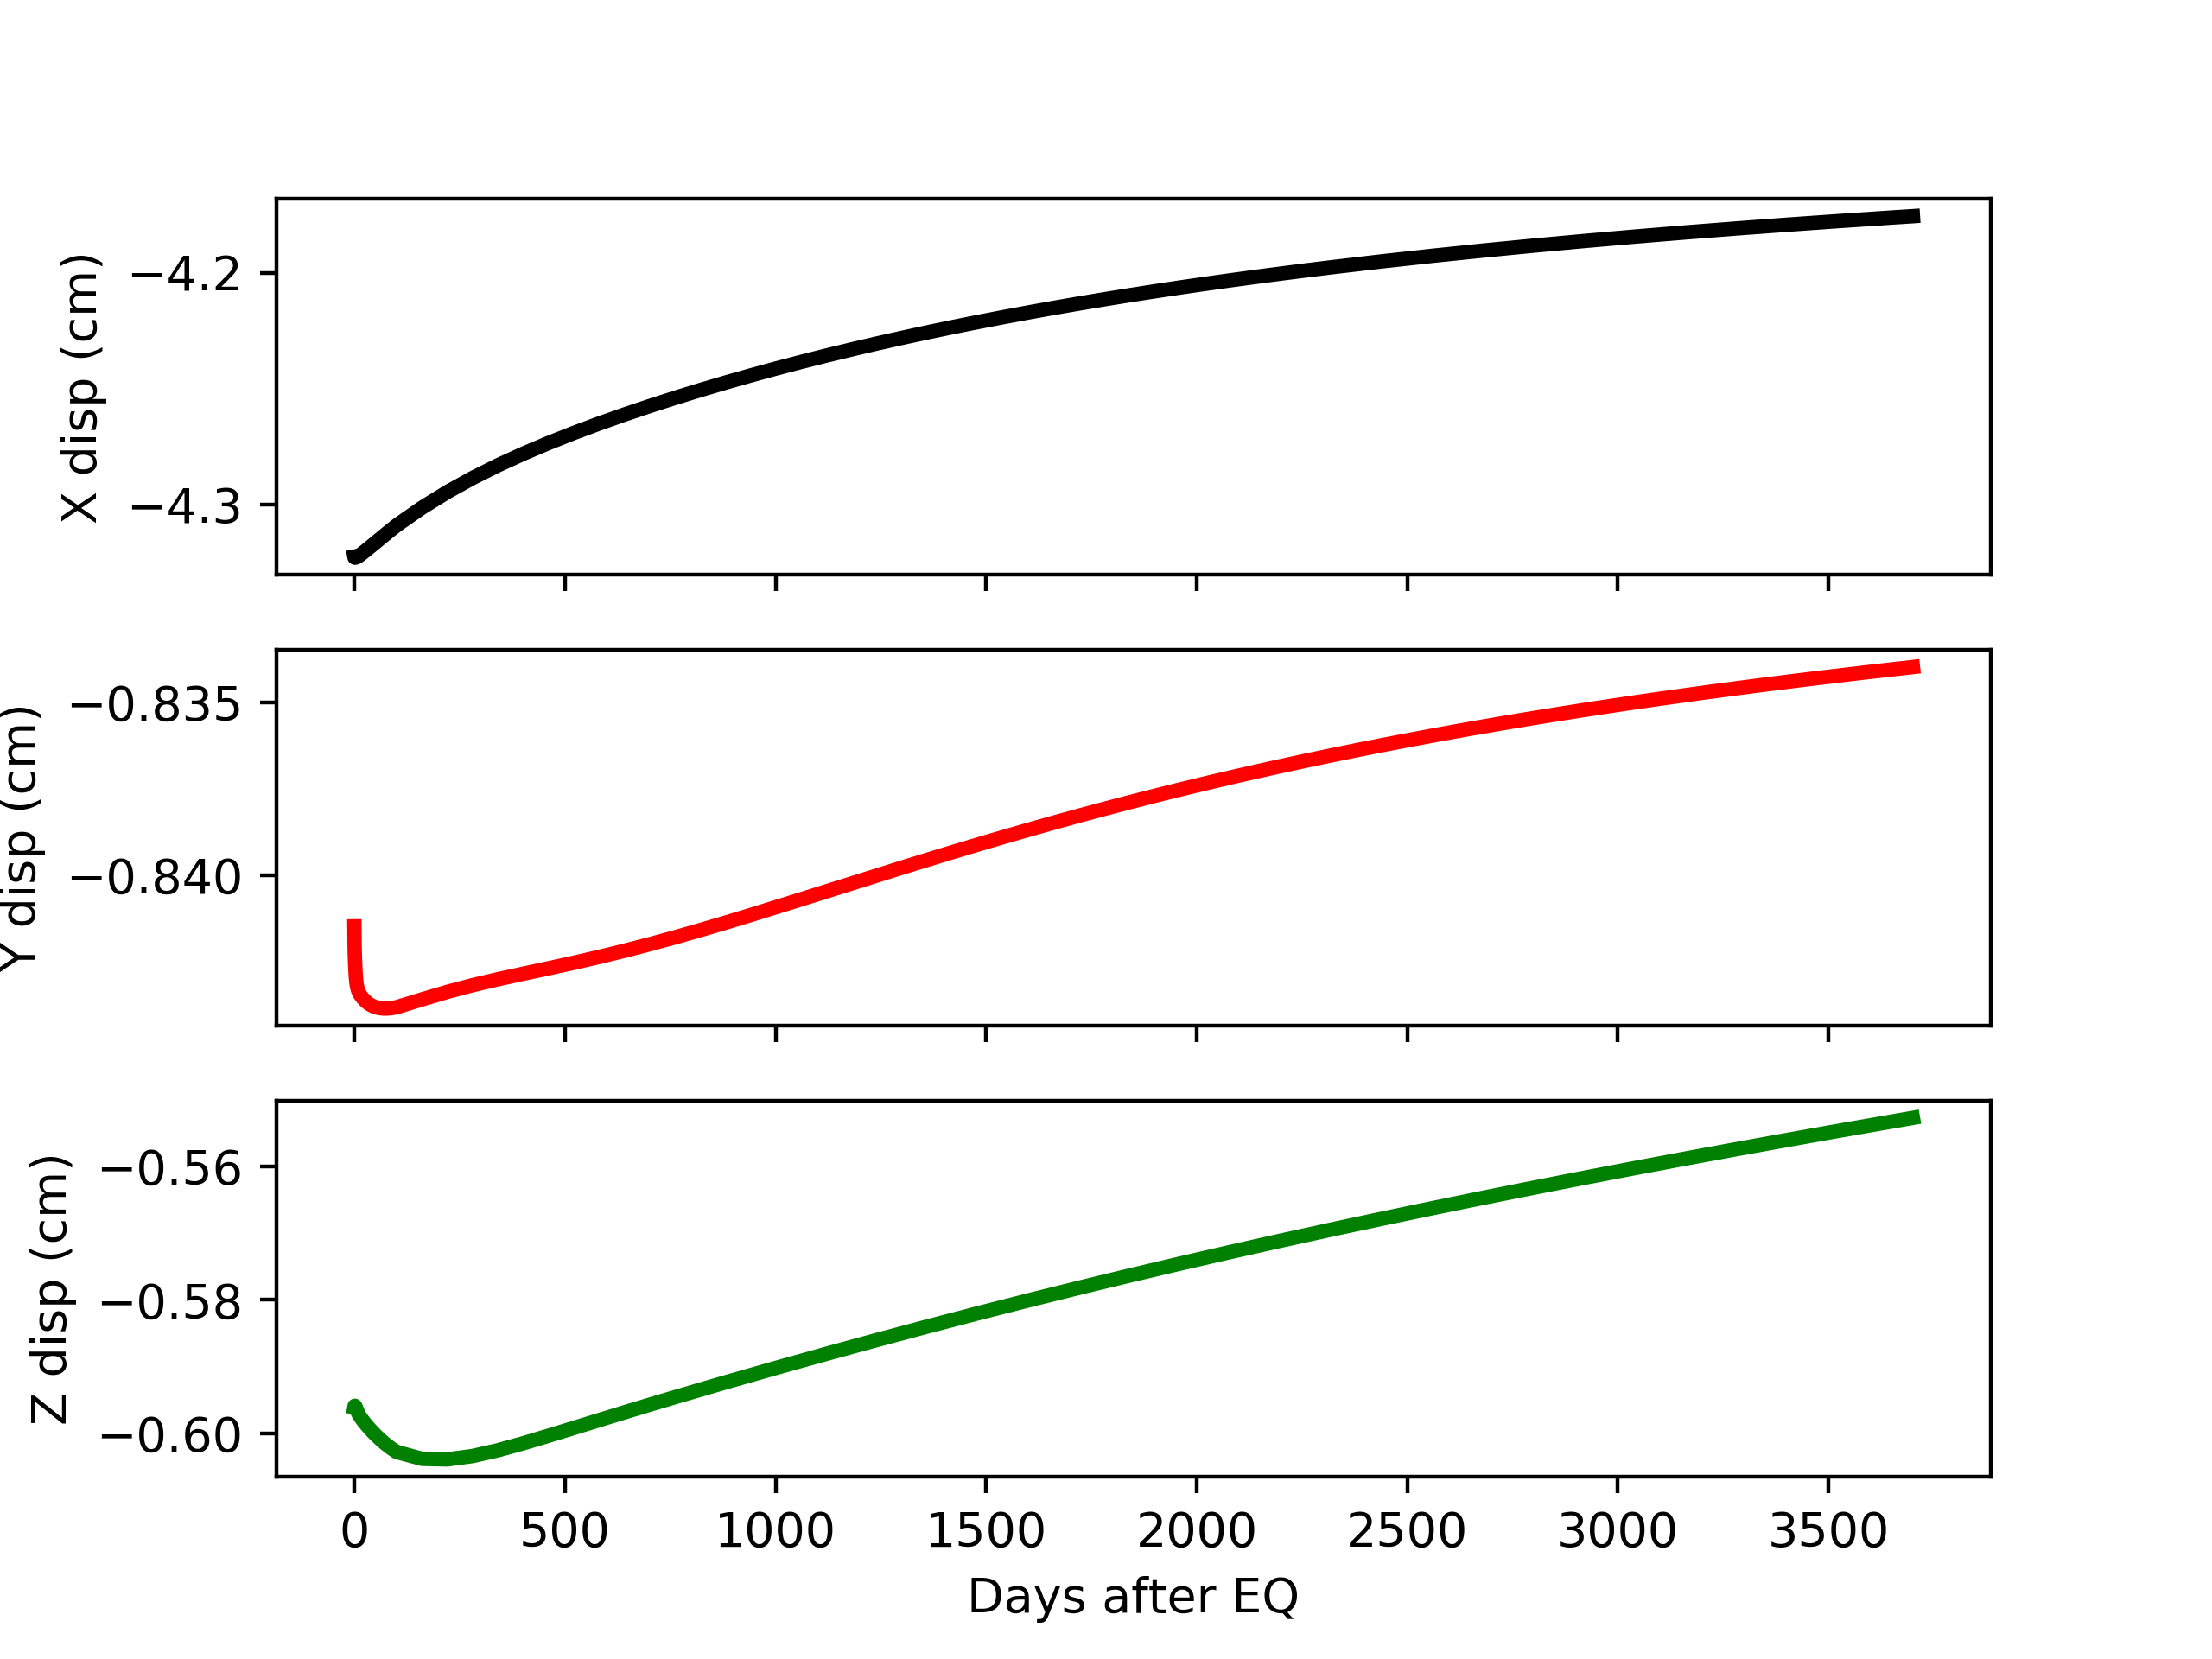 X disp (cm)
−4.2
−4.3
Y disp (cm)
−0.835
−0.840
Z disp (cm)
−0.56
−0.58
−0.60
0 500 1000 1500 2000 2500 3000 3500
Days after EQ